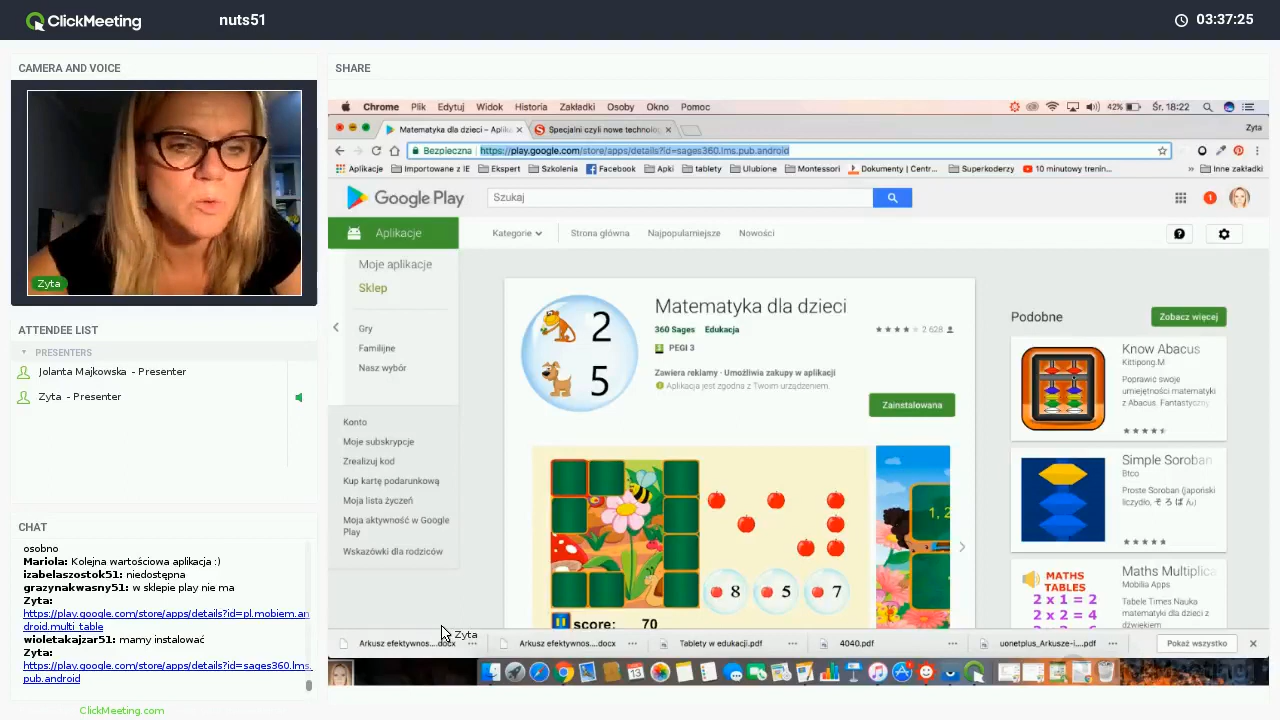 ClickMeeting
nuts51
03:37:25
CAMERA AND VOICE
Zyta
ATTENDEE LIST
PRESENTERS
Jolanta Majkowska - Presenter
Zyta - Presenter
CHAT
osobno
Mariola: Kolejna wartościowa aplikacja :)
izabelaszostok51: niedostępna
grazynakwasny51: w sklepie play nie ma
Zyta:
https://play.google.com/store/apps/details?id=pl.mobiem.an
droid.multi_table
wioletakajzar51: mamy instalować
Zyta:
https://play.google.com/store/apps/details?id=sages360.lms.
pub.android
ClickMeeting.com
SHARE
Chrome Plik Edytuj Widok Historia Zakładki Osoby Okno Pomoc
42% Śr. 18:22
Matematyka dla dzieci – Aplik
Specjalni czyli nowe technolog
Zyta
Bezpieczna https://play.google.com/store/apps/details?id=sages360.lms.pub.android
Aplikacje Importowane z IE Ekspert Szkolenia Facebook Apki tablety Ulubione Montessori Dokumenty | Centr... Superkoderzy 10 minutowy trenin... » Inne zakładki
Google Play
Szukaj
1
Aplikacje
Kategorie Strona główna Najpopularniejsze Nowości
Moje aplikacje
Sklep
Gry
Familijne
Nasz wybór
Konto
Moje subskrypcje
Zrealizuj kod
Kup kartę podarunkową
Moja lista życzeń
Moja aktywność w Google
Play
Wskazówki dla rodziców
2
5
Matematyka dla dzieci
360 Sages Edukacja
2 628
PEGI 3
Zawiera reklamy · Umożliwia zakupy w aplikacji
Aplikacja jest zgodna z Twoim urządzeniem.
Zainstalowana
8 5 7
score: 70
1, 2
Podobne
Zobacz więcej
Know Abacus
Kittipong.M
Poprawić swoje
umiejętności matematyki
z Abacus. Fantastyczny
Simple Soroban
Btco
Proste Soroban (japoński
liczydło, そろばん)
MATHS
TABLES
2 x 1 = 2
2 x 2 = 4
2 x 3 = 6
Maths Multiplica
Mobilia Apps
Tabele Times Nauka
matematyki dla dzieci z
dźwiękiem
Zyta
Arkusz efektywnos....docx
Arkusz efektywnos....docx
Tablety w edukacji.pdf
4040.pdf
uonetplus_Arkusze-i....pdf
Pokaż wszystko
13